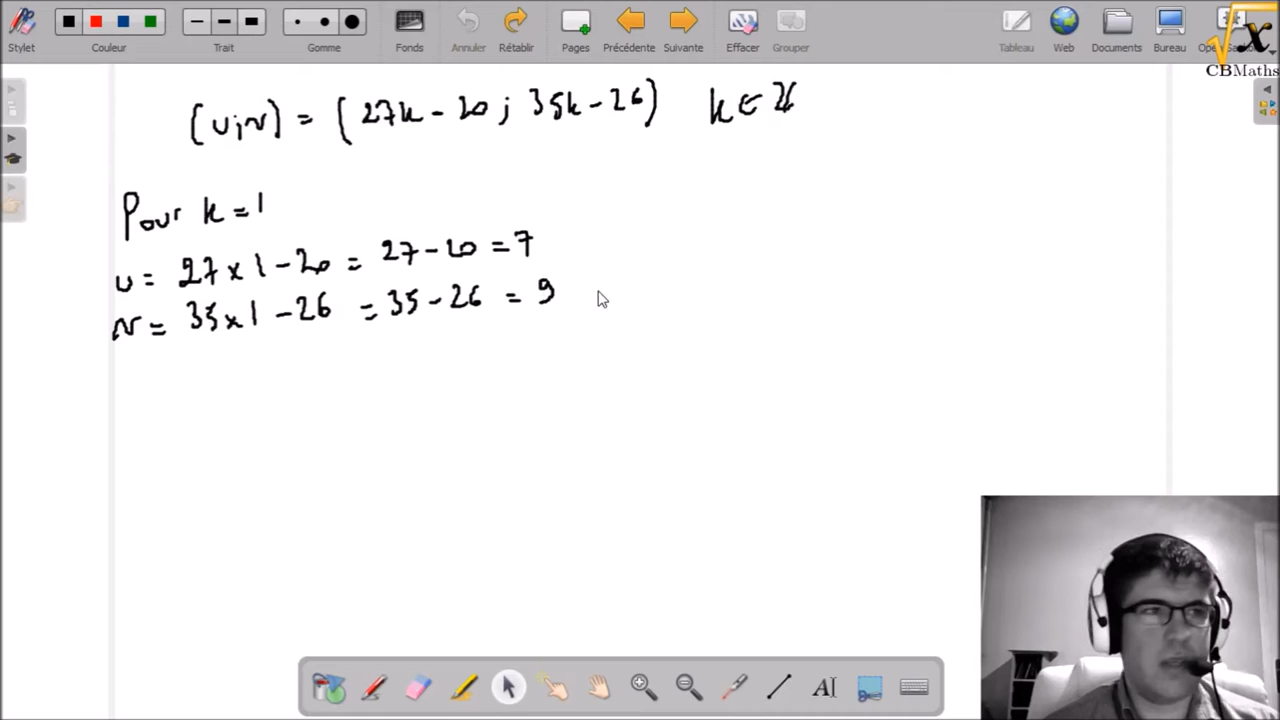 Stylet
Couleur
Trait
Gomme
Fonds
Annuler
Rétablir
Pages
Précédente
Suivante
Effacer
Grouper
Tableau
Web
Documents
Bureau
√x
CBMaths
(u;v) = (27k - 20 ; 35k - 26) k ∈ ℤ
Pour k = 1
u = 27 × 1 - 20 = 27 - 20 = 7
v = 35 × 1 - 26 = 35 - 26 = 9
AI